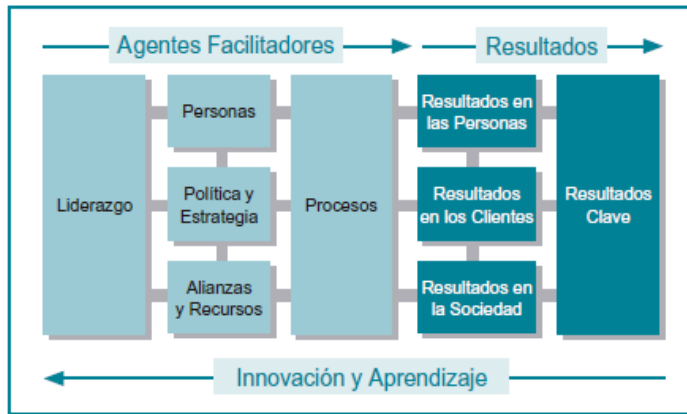 Agentes Facilitadores
Resultados
Liderazgo
Personas
Política y
Estrategia
Alianzas
y Recursos
Procesos
Resultados en
las Personas
Resultados
en los Clientes
Resultados en
la Sociedad
Resultados
Clave
Innovación y Aprendizaje